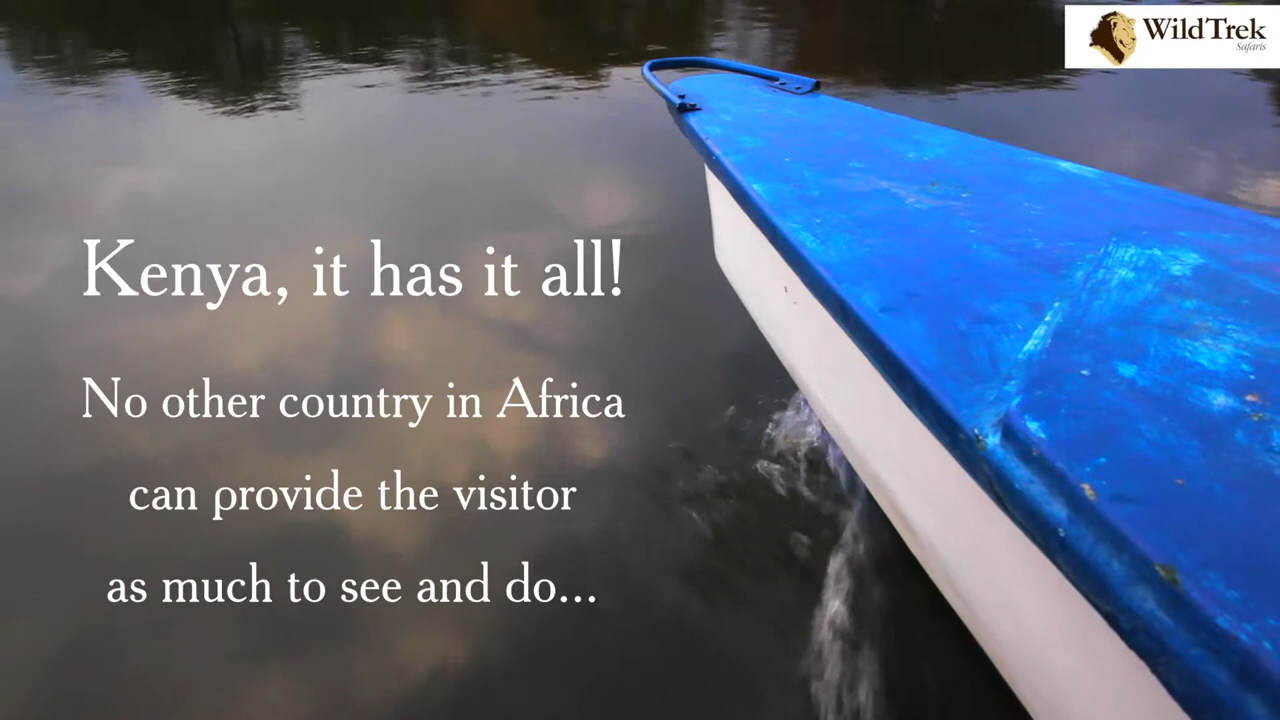 WildTrek
Safaris
Kenya, it has it all!
No other country in Africa
can provide the visitor
as much to see and do...